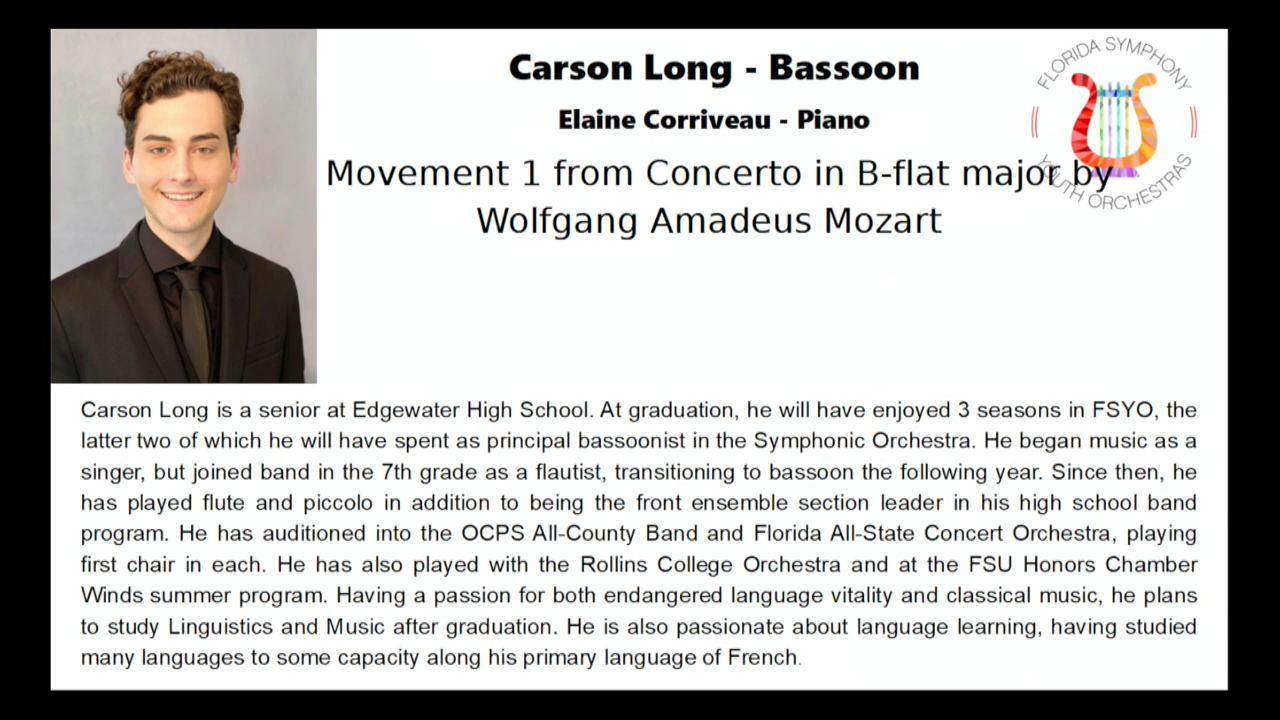 Carson Long - Bassoon
Elaine Corriveau - Piano
Movement 1 from Concerto in B-flat major by
Wolfgang Amadeus Mozart
FLORIDA SYMPHONY
YOUTH ORCHESTRAS
Carson Long is a senior at Edgewater High School. At graduation, he will have enjoyed 3 seasons in FSYO, the
latter two of which he will have spent as principal bassoonist in the Symphonic Orchestra. He began music as a
singer, but joined band in the 7th grade as a flautist, transitioning to bassoon the following year. Since then, he
has played flute and piccolo in addition to being the front ensemble section leader in his high school band
program. He has auditioned into the OCPS All-County Band and Florida All-State Concert Orchestra, playing
first chair in each. He has also played with the Rollins College Orchestra and at the FSU Honors Chamber
Winds summer program. Having a passion for both endangered language vitality and classical music, he plans
to study Linguistics and Music after graduation. He is also passionate about language learning, having studied
many languages to some capacity along his primary language of French.